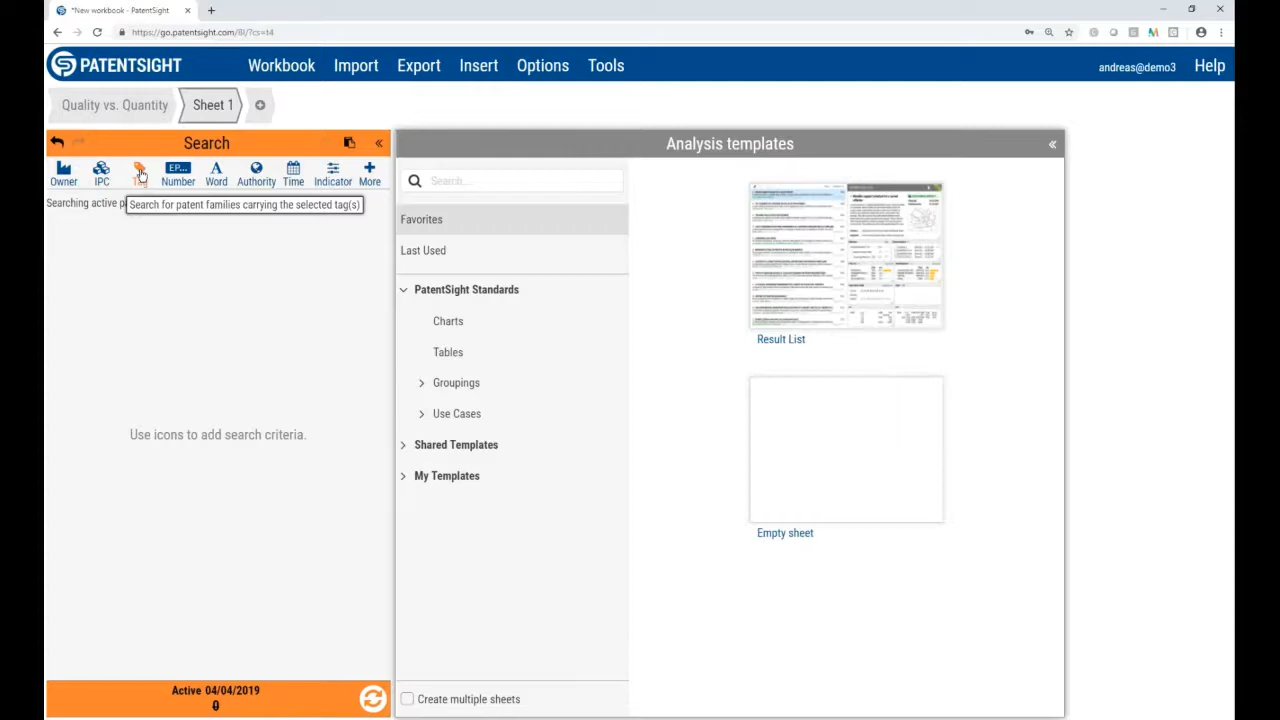 *New workbook - PatentSight
https://go.patentsight.com/BI/?cs=t4
PATENTSIGHT
Workbook Import Export Insert Options Tools
andreas@demo3 Help
Quality vs. Quantity Sheet 1
Search
Analysis templates
EP...
Owner IPC Number Word Authority Time Indicator More
Searching active
Search for patent families carrying the selected tag(s)
Search...
Favorites
Last Used
PatentSight Standards
Charts
Tables
Groupings
Use Cases
Shared Templates
My Templates
Result List
Empty sheet
Use icons to add search criteria.
Active 04/04/2019
0
Create multiple sheets